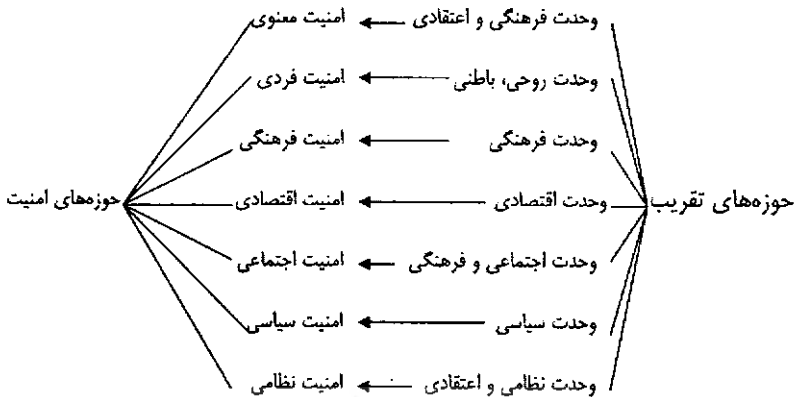 وحدت فرهنگی و اعتقادی امنیت معنوی
وحدت روحی، باطنی امنیت فردی
وحدت فرهنگی امنیت فرهنگی
حوزه‌های تقریب وحدت اقتصادی امنیت اقتصادی حوزه‌های امنیت
وحدت اجتماعی و فرهنگی امنیت اجتماعی
وحدت سیاسی امنیت سیاسی
وحدت نظامی و اعتقادی امنیت نظامی